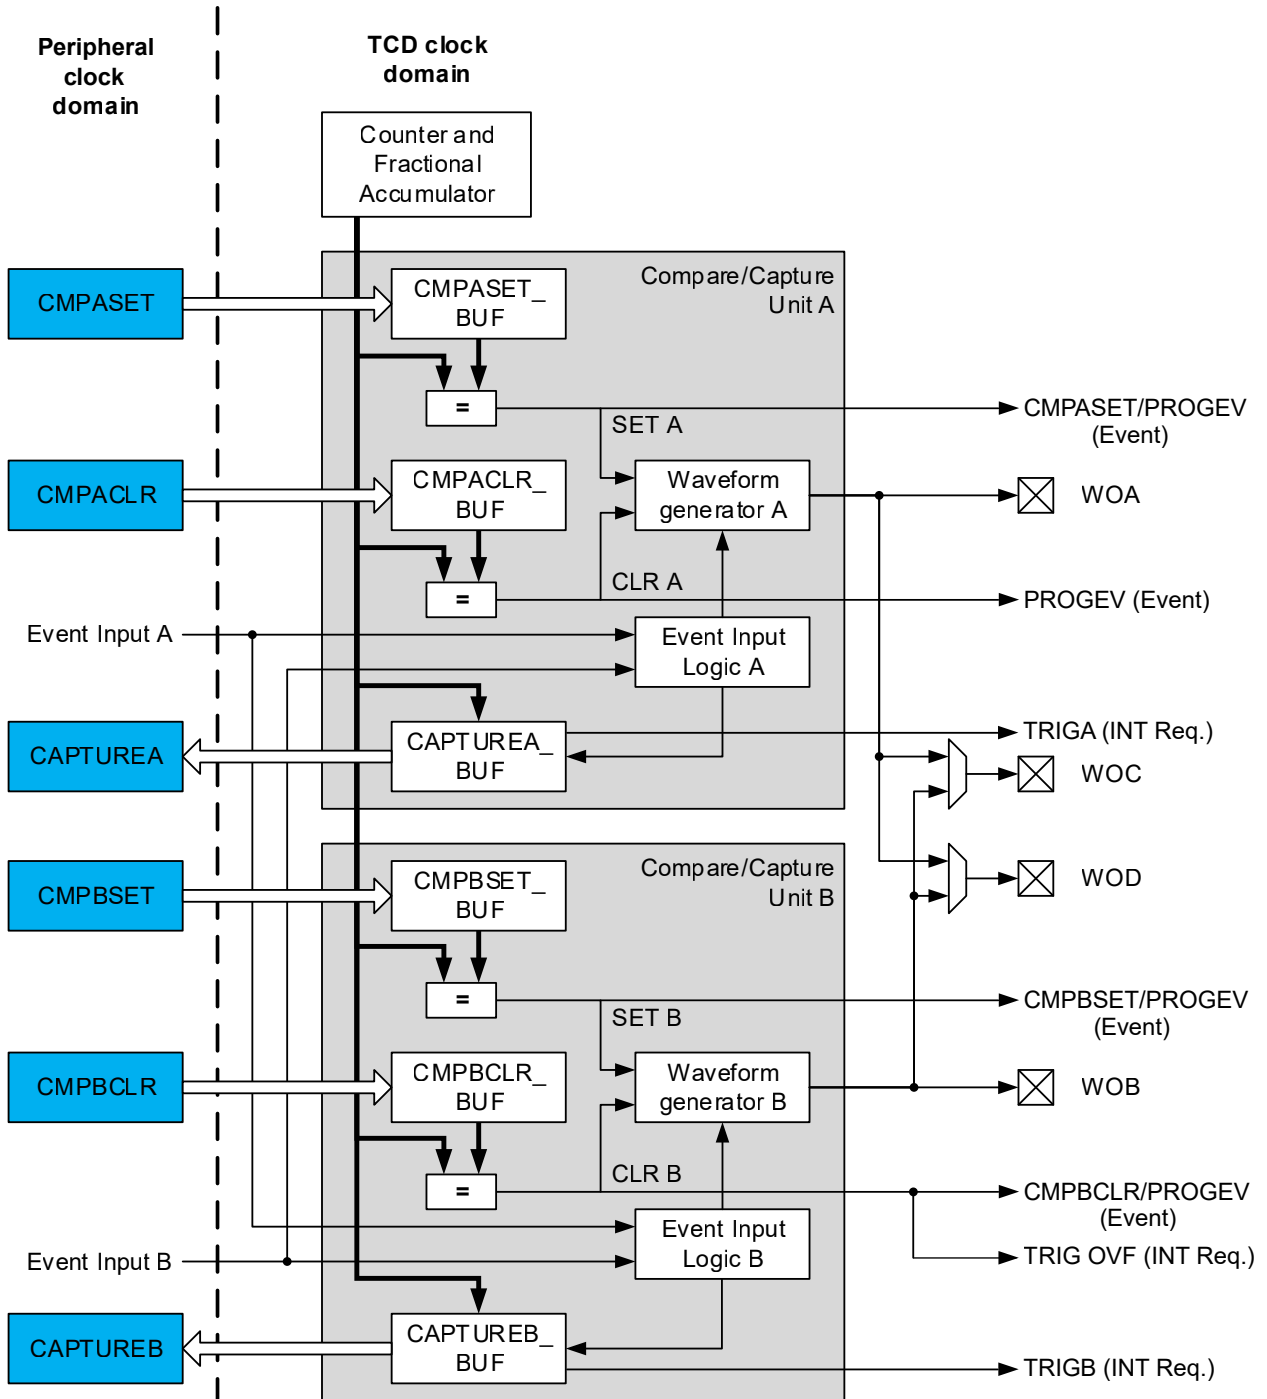 Peripheral
clock
domain
TCD clock
domain
Counter and
Fractional
Accumulator
Compare/Capture
Unit A
CMPASET
CMPASET_
BUF
=
SET A
CMPASET/PROGEV
(Event)
CMPACLR
CMPACLR_
BUF
Waveform
generator A
WOA
=
CLR A
PROGEV (Event)
Event Input A
Event Input
Logic A
CAPTUREA
CAPTUREA_
BUF
TRIGA (INT Req.)
WOC
Compare/Capture
Unit B
CMPBSET
CMPBSET_
BUF
WOD
=
SET B
CMPBSET/PROGEV
(Event)
CMPBCLR
CMPBCLR_
BUF
Waveform
generator B
WOB
=
CLR B
CMPBCLR/PROGEV
(Event)
Event Input B
Event Input
Logic B
TRIG OVF (INT Req.)
CAPTUREB
CAPTUREB_
BUF
TRIGB (INT Req.)